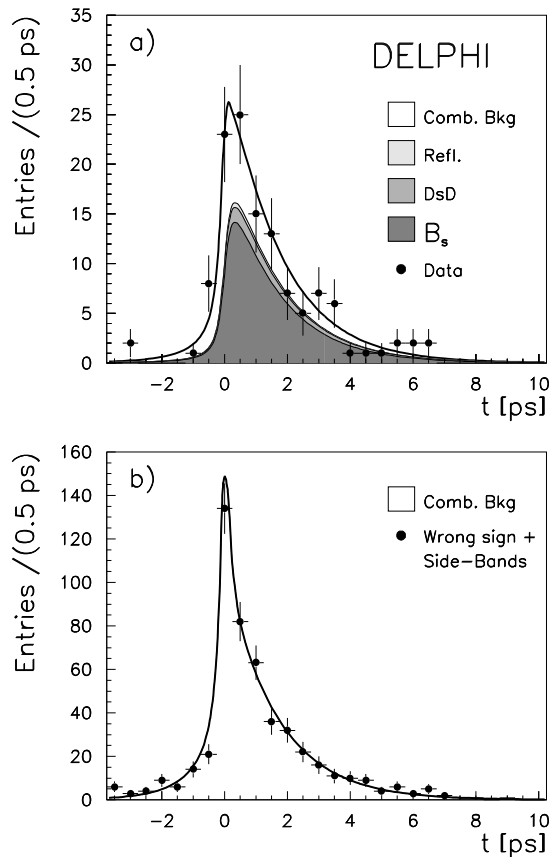 a)
DELPHI
Entries /(0.5 ps)
35
30
25
20
15
10
5
0
Comb. Bkg
Refl.
DsD
Bs
Data
−2 0 2 4 6 8 10
t [ps]
b)
Entries /(0.5 ps)
160
140
120
100
80
60
40
20
0
Comb. Bkg
Wrong sign +
Side−Bands
−2 0 2 4 6 8 10
t [ps]